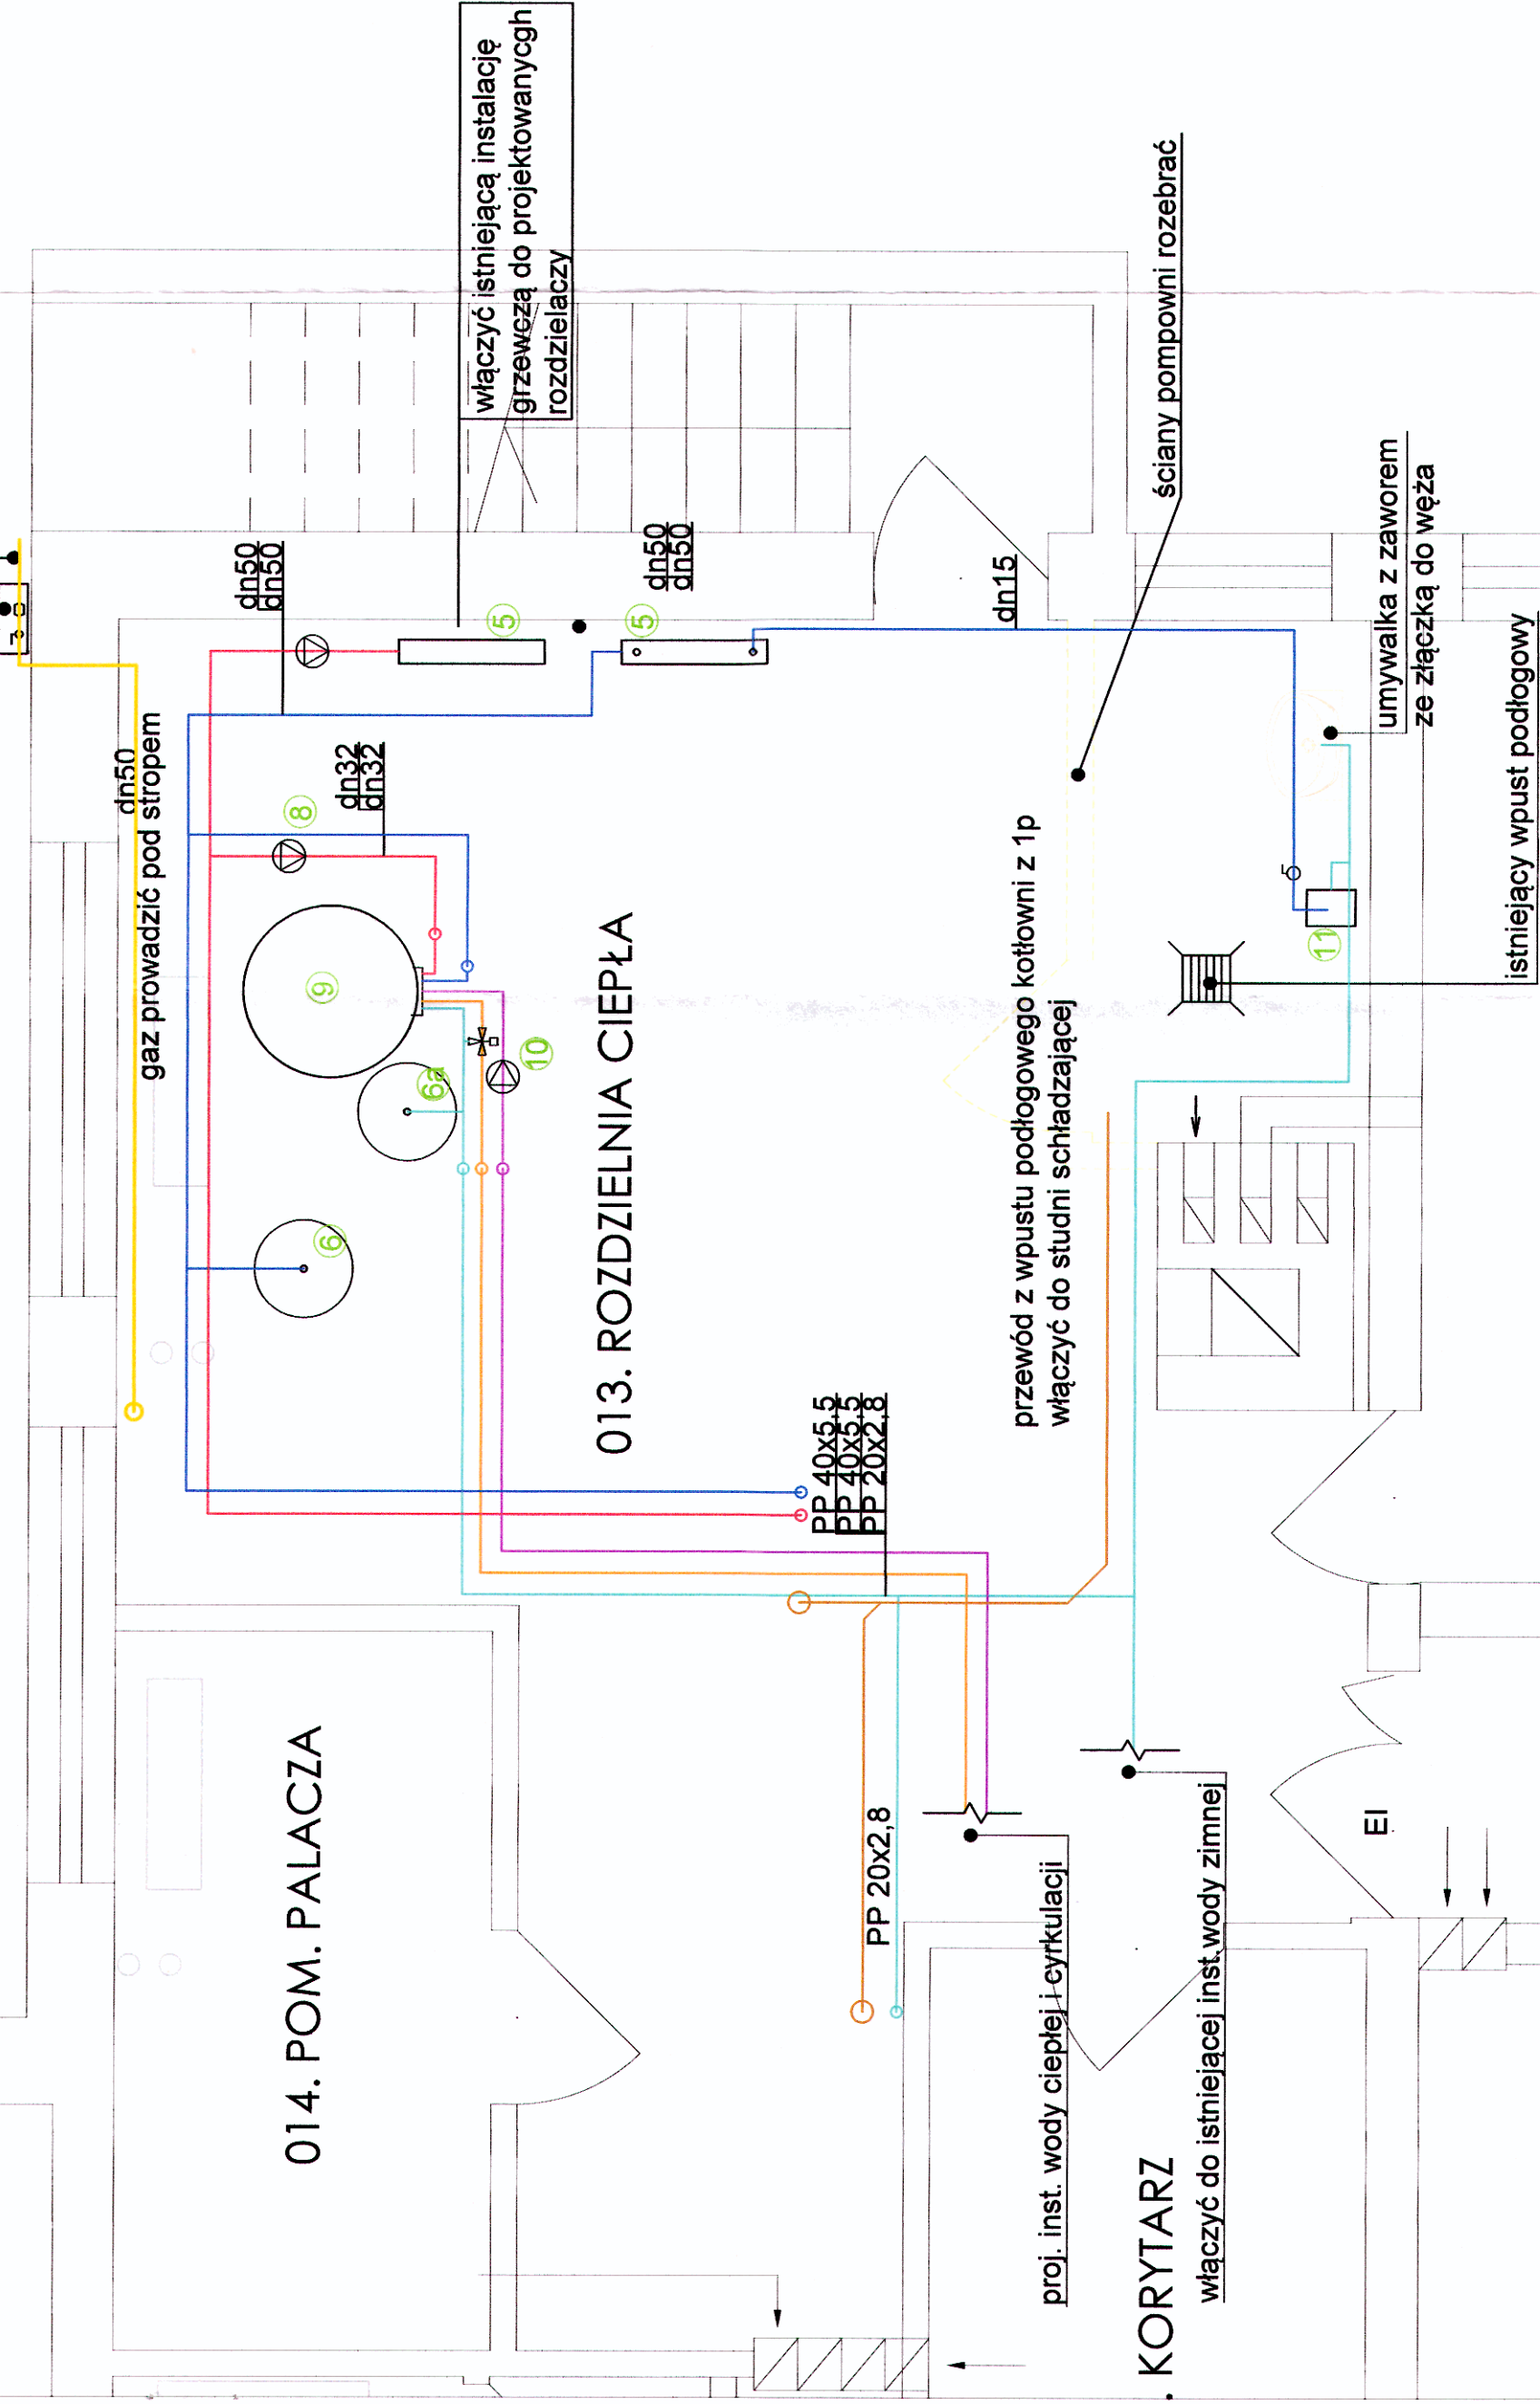 włączyć istniejącą instalację
grzewczą do projektowanycgh
rozdzielaczy
dn50
dn50
dn50
dn50
dn50
gaz prowadzić pod stropem
dn32
dn32
5
5
8
9
6a
10
6
11
dn15
ściany pompowni rozebrać
umywalka z zaworem
ze złączką do węża
istniejący wpust podłogowy
013. ROZDZIELNIA CIEPŁA
przewód z wpustu podłogowego kotłowni z 1p
włączyć do studni schładzającej
PP 40x5,5
PP 40x5,5
PP 20x2,8
014. POM. PALACZA
PP 20x2,8
proj. inst. wody ciepłej i cyrkulacji
włączyć do istniejącej inst.wody zimnej
EI
KORYTARZ